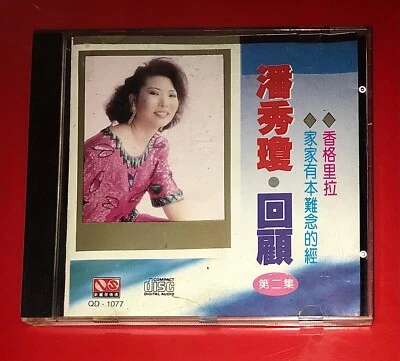 潘秀瓊•回顧
第二集
◆香格里拉
◆家家有本難念的經
QD - 1077
COMPACT
disc
DIGITAL AUDIO